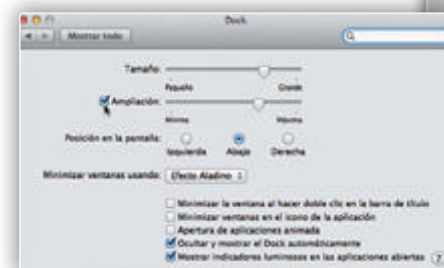 Dock
Mostrar todo
Tamaño:
Pequeño Grande
Ampliación:
Mínima Máxima
Posición en la pantalla:
Izquierda Abajo Derecha
Minimizar ventanas usando: Efecto Aladino
Minimizar la ventana al hacer doble clic en la barra de título
Minimizar ventanas en el icono de la aplicación
Apertura de aplicaciones animada
Ocultar y mostrar el Dock automáticamente
Mostrar indicadores luminosos en las aplicaciones abiertas ?